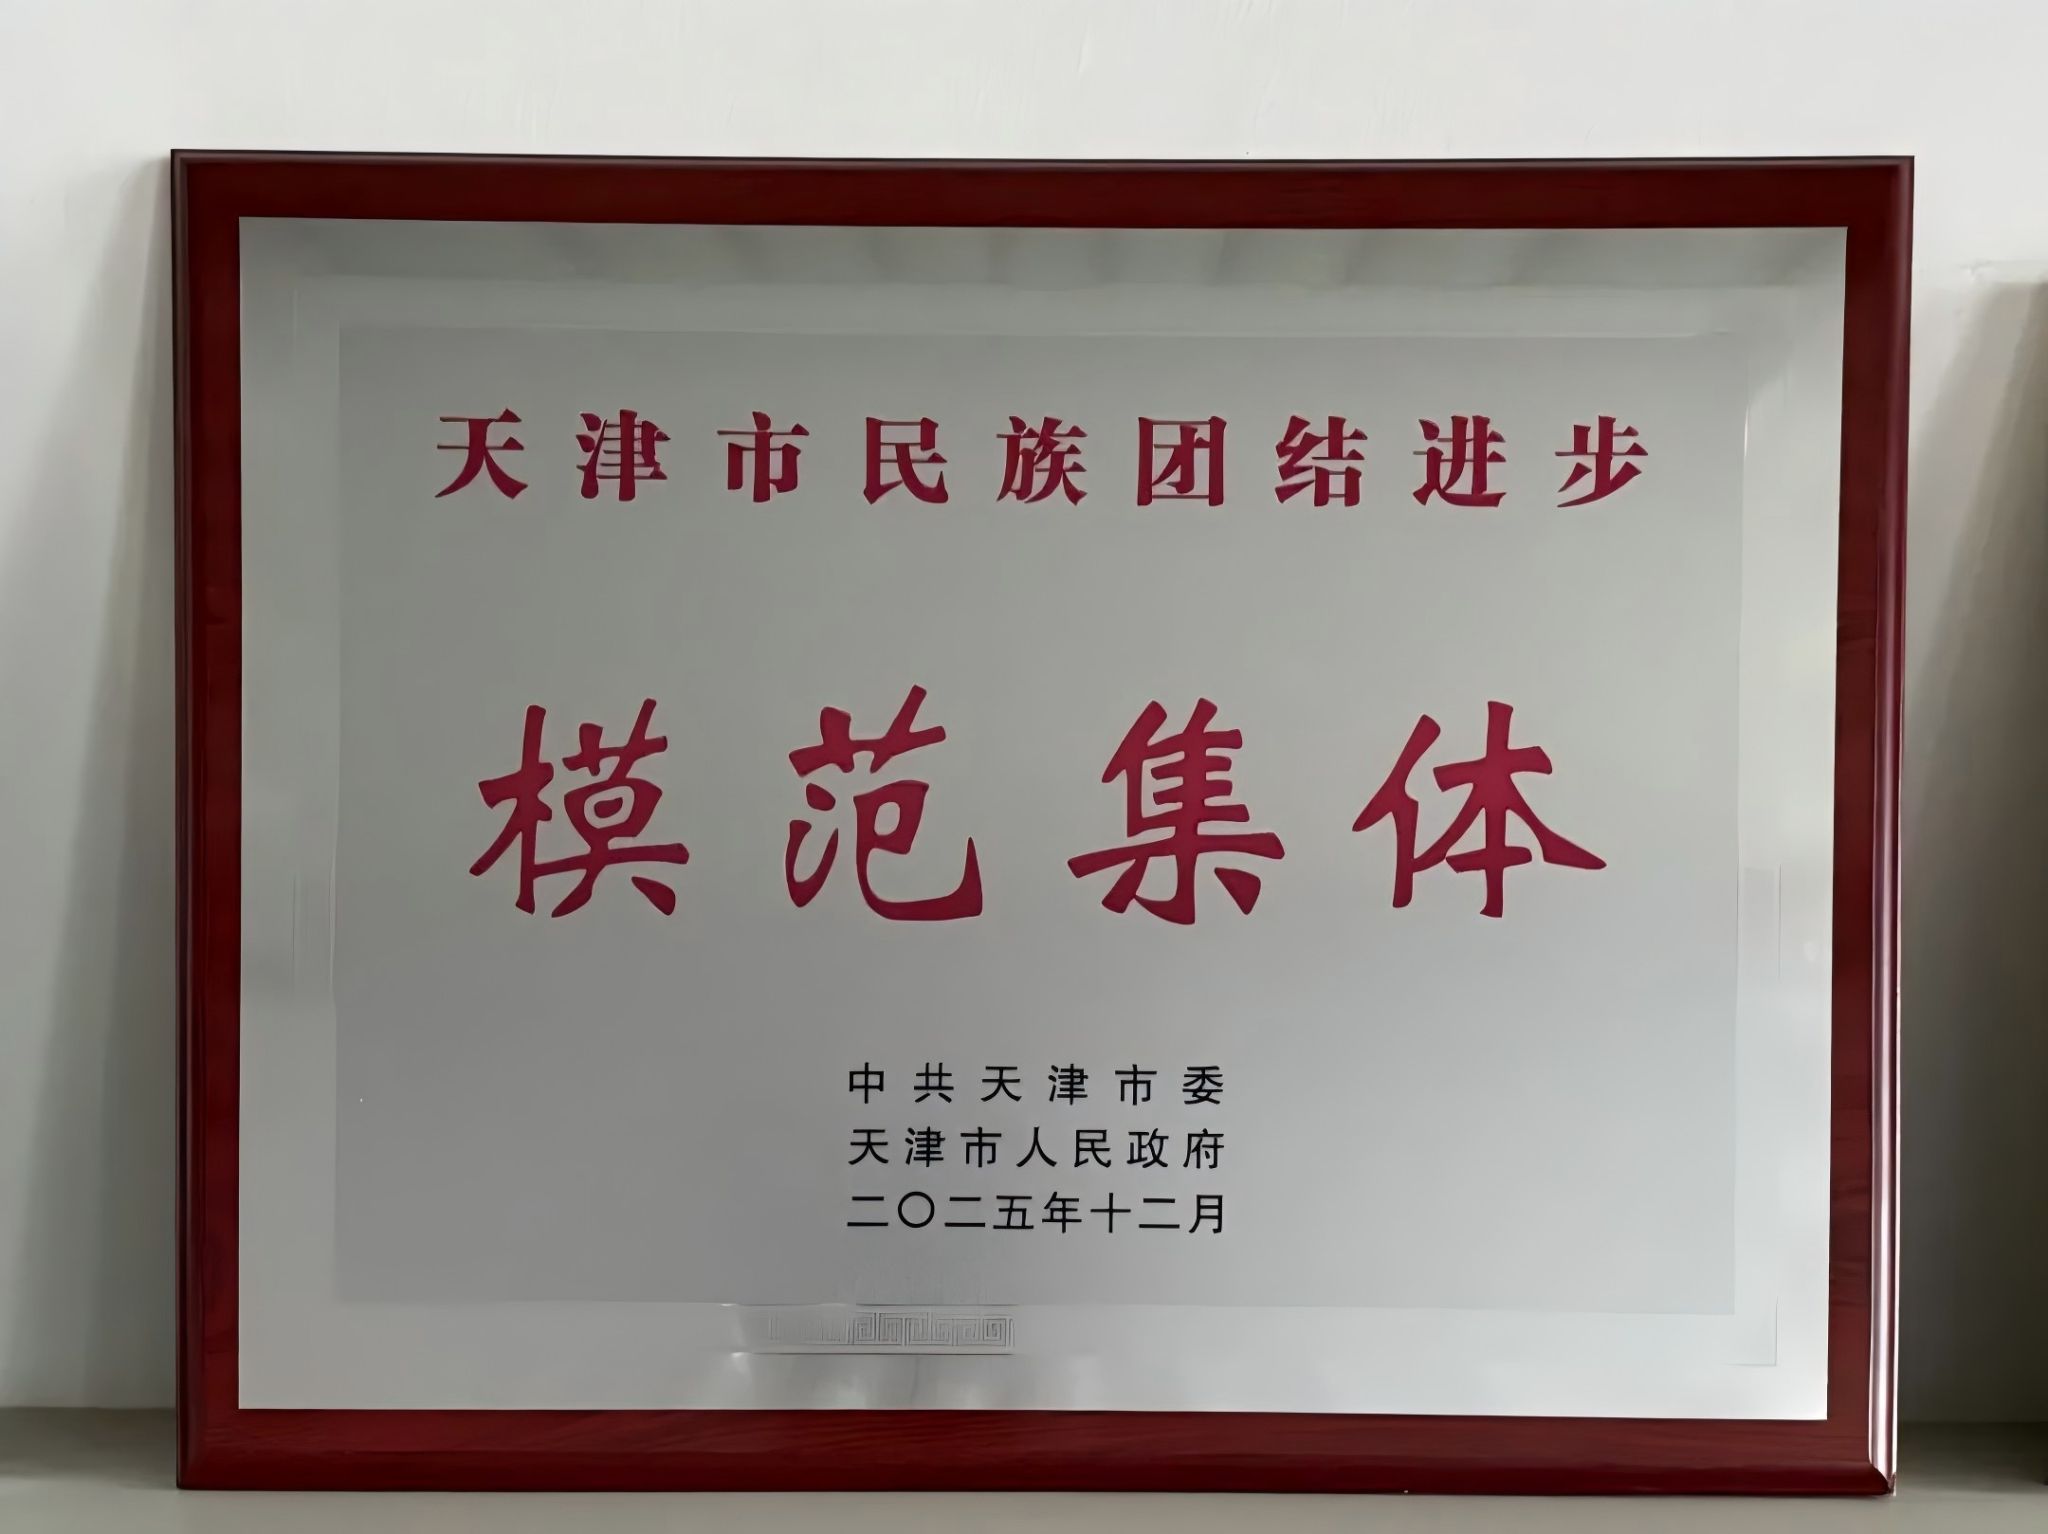 天津市民族团结进步
模范集体
中共天津市委
天津市人民政府
二〇二五年十二月